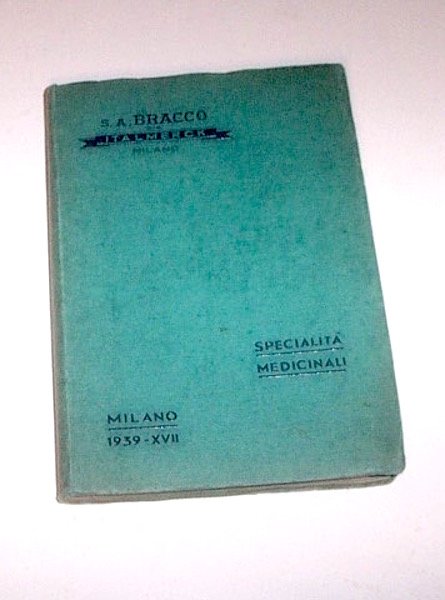 S. A. BRACCO
„ITALMERCK„
MILANO
SPECIALITÀ
MEDICINALI
MILANO
1939 - XVII